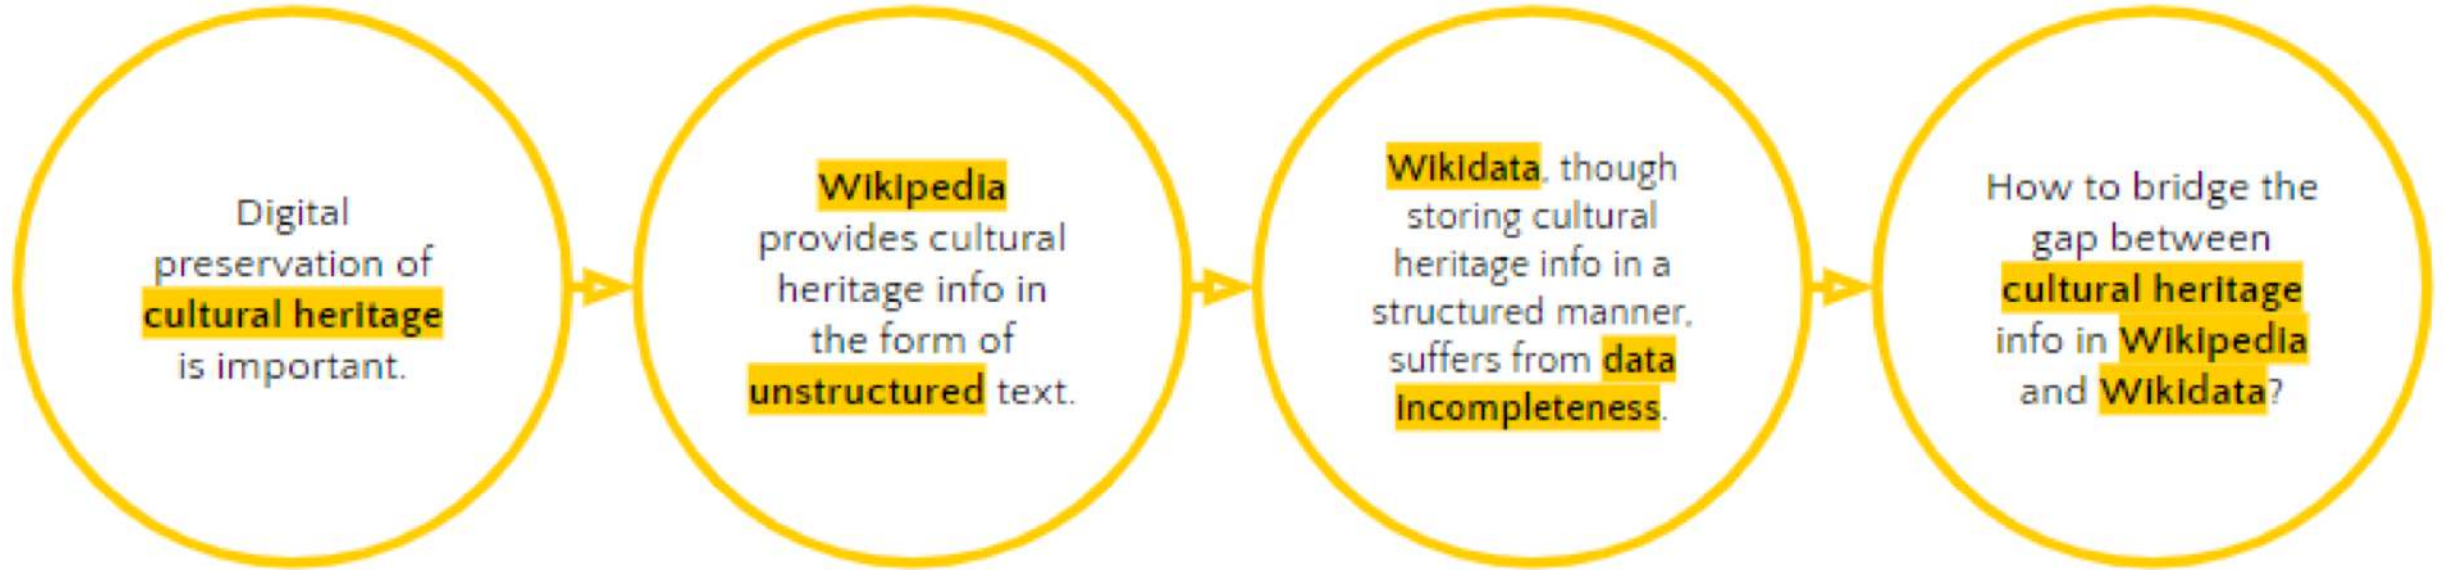 Digital
preservation of
cultural heritage
is important.
Wikipedia
provides cultural
heritage info in
the form of
unstructured text.
Wikidata, though
storing cultural
heritage info in a
structured manner,
suffers from data
incompleteness.
How to bridge the
gap between
cultural heritage
info in Wikipedia
and Wikidata?